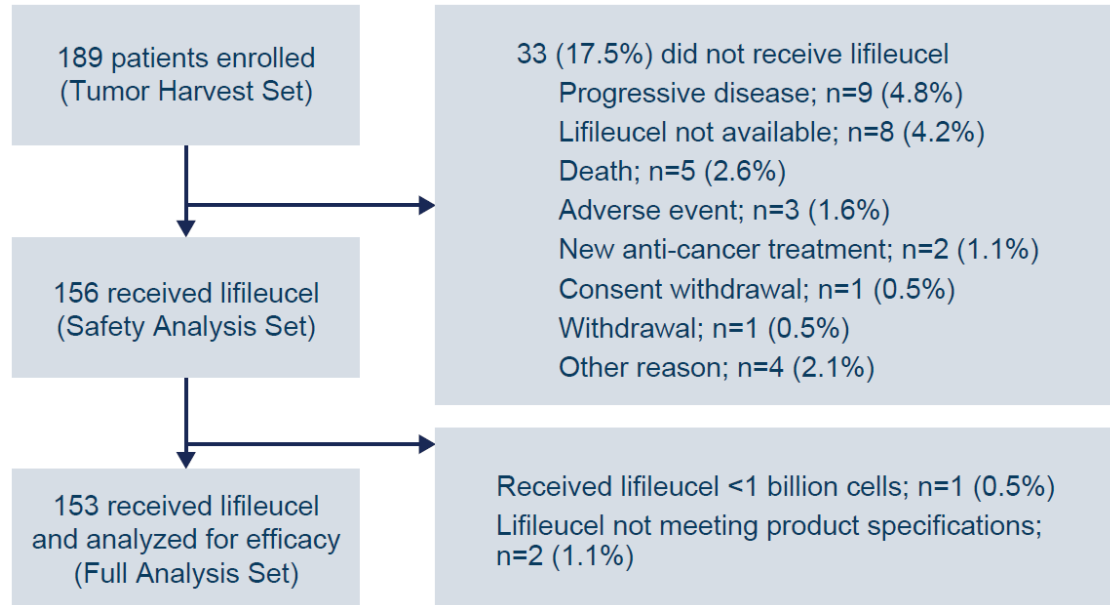 189 patients enrolled
(Tumor Harvest Set)
33 (17.5%) did not receive lifileucel
Progressive disease; n=9 (4.8%)
Lifileucel not available; n=8 (4.2%)
Death; n=5 (2.6%)
Adverse event; n=3 (1.6%)
New anti-cancer treatment; n=2 (1.1%)
Consent withdrawal; n=1 (0.5%)
Withdrawal; n=1 (0.5%)
Other reason; n=4 (2.1%)
156 received lifileucel
(Safety Analysis Set)
Received lifileucel <1 billion cells; n=1 (0.5%)
Lifileucel not meeting product specifications;
n=2 (1.1%)
153 received lifileucel
and analyzed for efficacy
(Full Analysis Set)